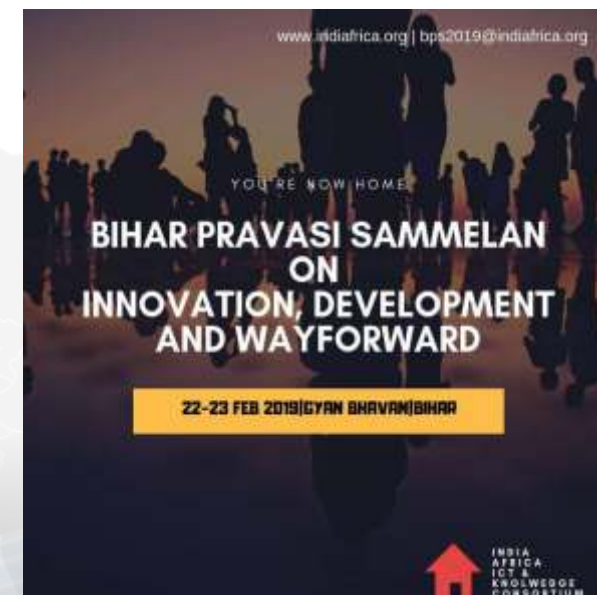 www.indiafrica.org | bps2019@indiafrica.org
YOU'RE NOW HOME
BIHAR PRAVASI SAMMELAN
ON
INNOVATION, DEVELOPMENT
AND WAYFORWARD
22-23 FEB 2019|GYAN BHAVAN|BIHAR
INDIA
AFRICA
ICT &
KNOLWEDGE
CONSORTIUM